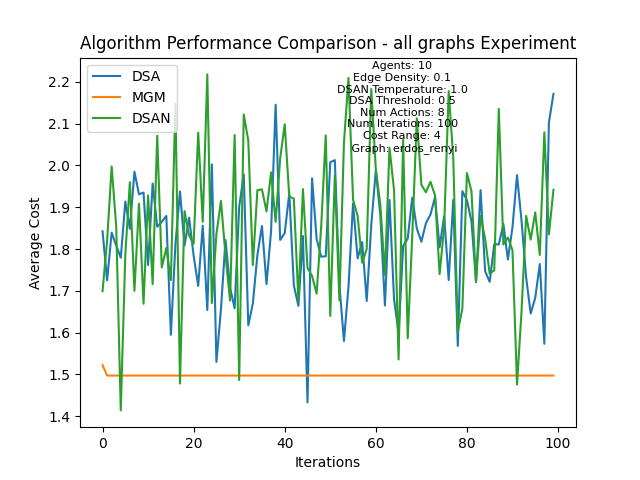 Algorithm Performance Comparison - all graphs Experiment
DSA
MGM
DSAN
Agents: 10
Edge Density: 0.1
DSAN Temperature: 1.0
DSA Threshold: 0.5
Num Actions: 8
Num Iterations: 100
Cost Range: 4
Graph: erdos_renyi
2.2
2.1
2.0
1.9
1.8
1.7
1.6
1.5
1.4
Average Cost
0 20 40 60 80 100
Iterations